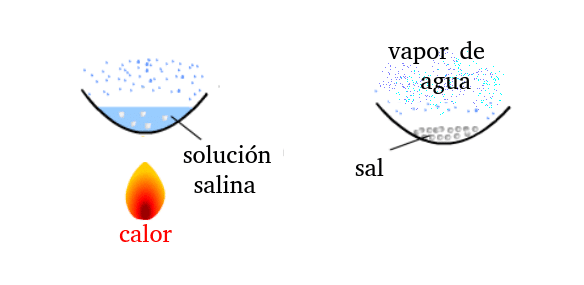 solución
salina
calor
vapor de
agua
sal